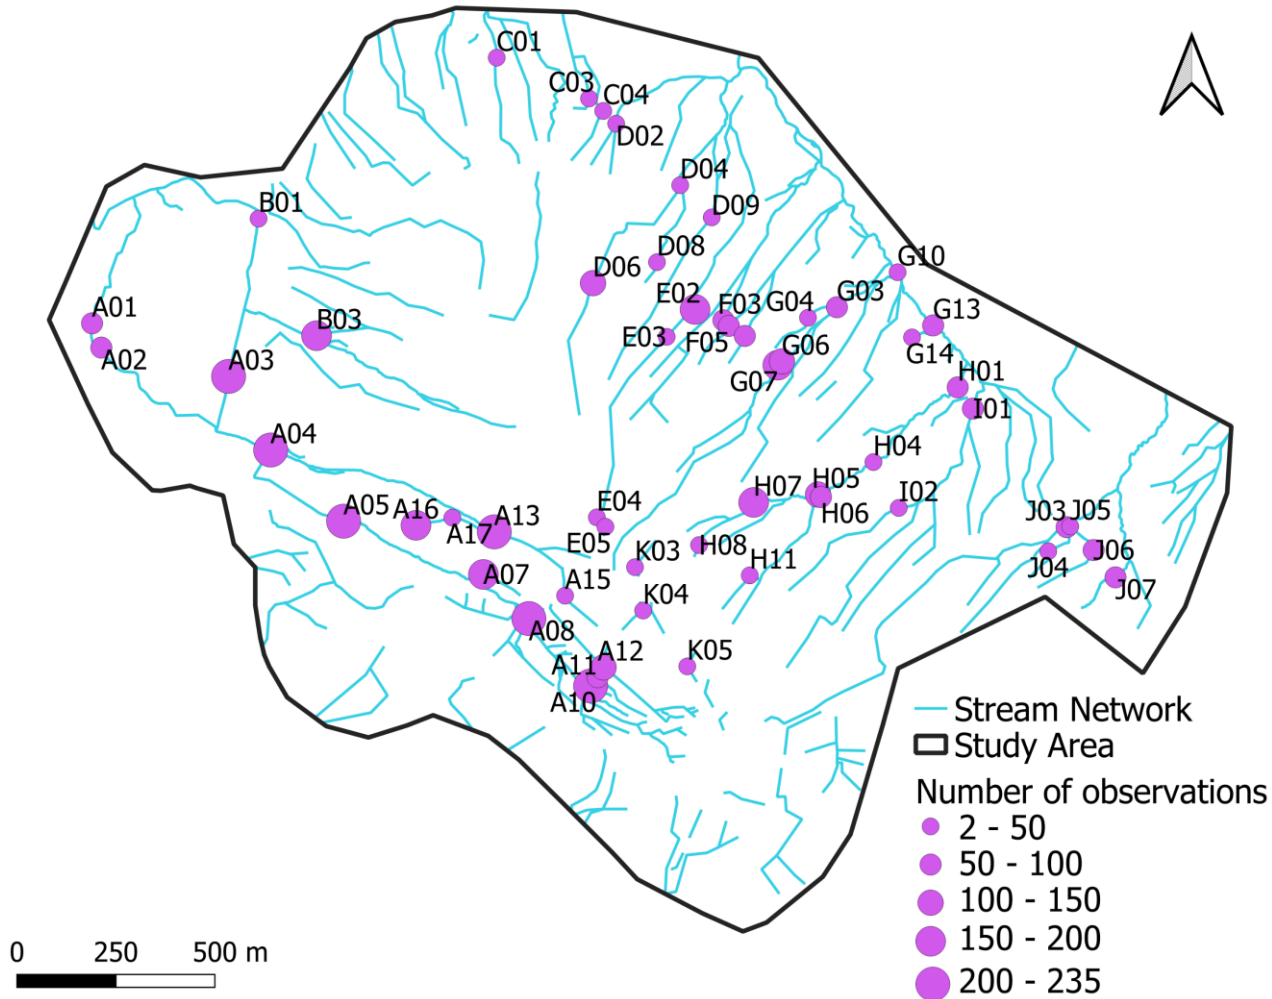 C01
C03
C04
D02
D04
B01
D09
D08
G10
D06
E02
F03
G04
G03
A01
B03
E03
F05
G13
G14
A02
A03
G06
G07
H01
I01
A04
H04
A05
A16
A17
A13
E04
E05
H07
H05
H06
I02
J03
J05
K03
H08
H11
J04
J06
J07
A07
A15
K04
A08
A12
A11
A10
K05
Stream Network
Study Area
Number of observations
2 - 50
50 - 100
100 - 150
150 - 200
200 - 235
0 250 500 m